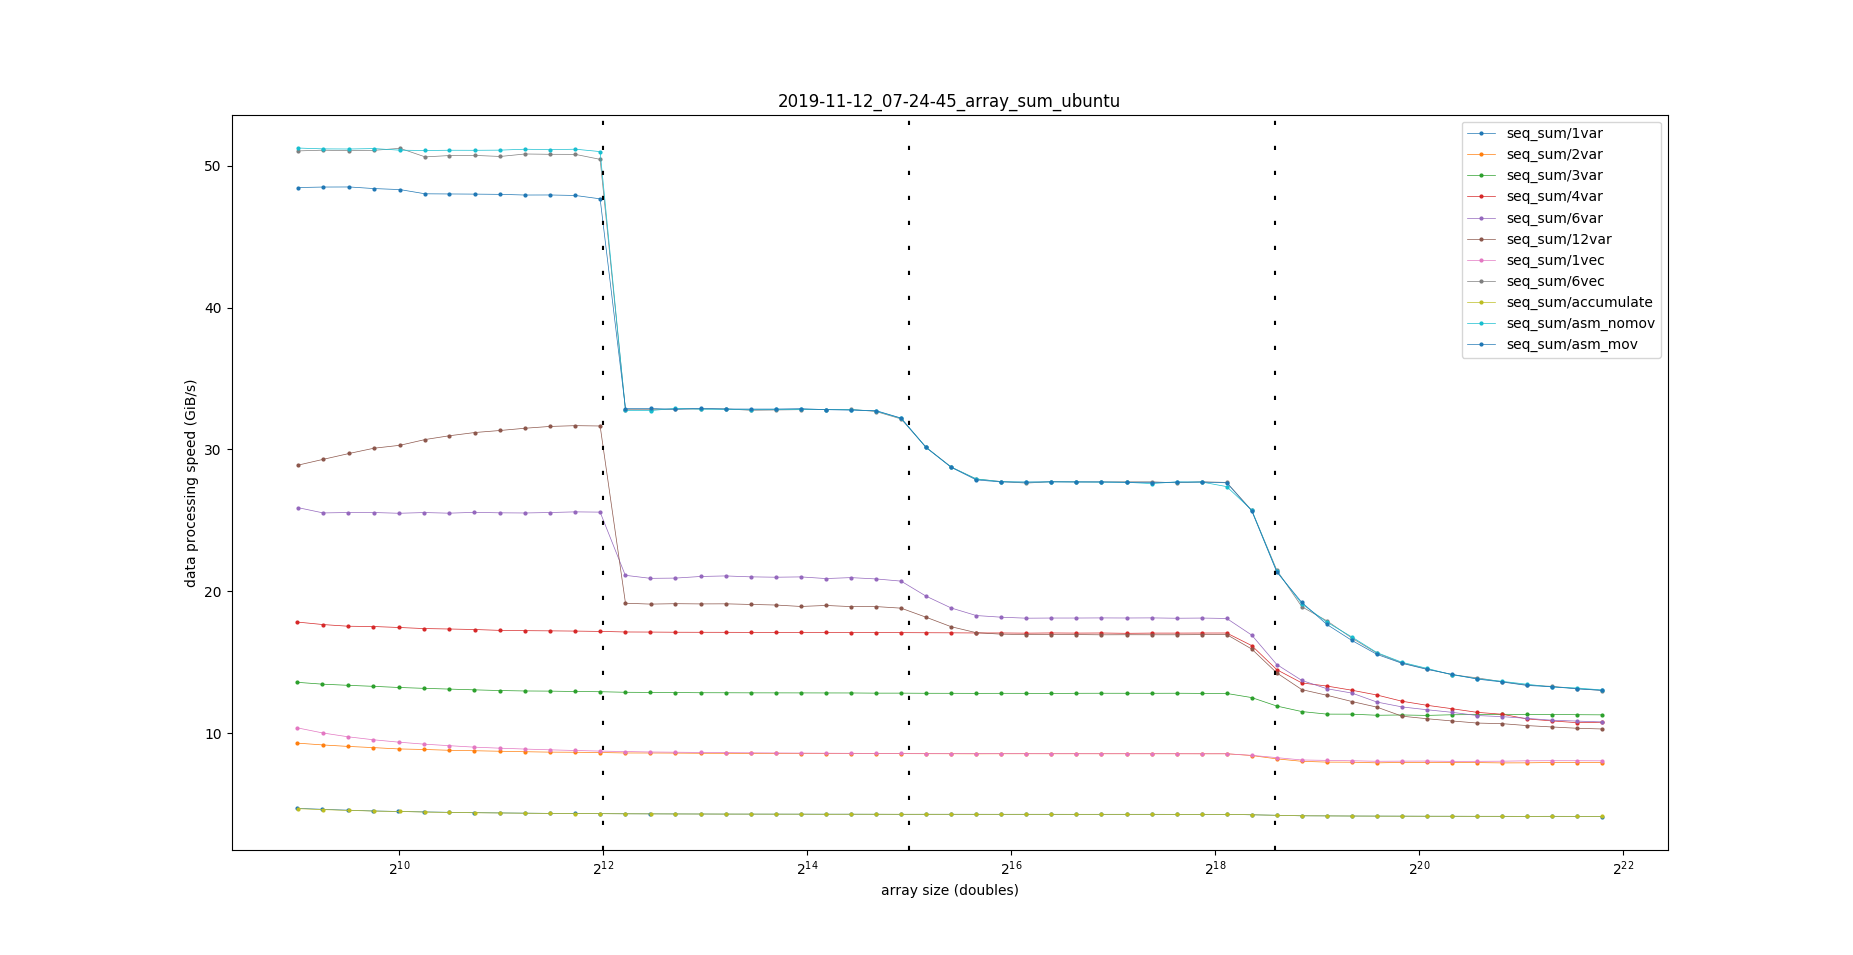 2019-11-12_07-24-45_array_sum_ubuntu
data processing speed (GiB/s)
50
40
30
20
10
seq_sum/1var
seq_sum/2var
seq_sum/3var
seq_sum/4var
seq_sum/6var
seq_sum/12var
seq_sum/1vec
seq_sum/6vec
seq_sum/accumulate
seq_sum/asm_nomov
seq_sum/asm_mov
2^10 2^12 2^14 2^16 2^18 2^20 2^22
array size (doubles)